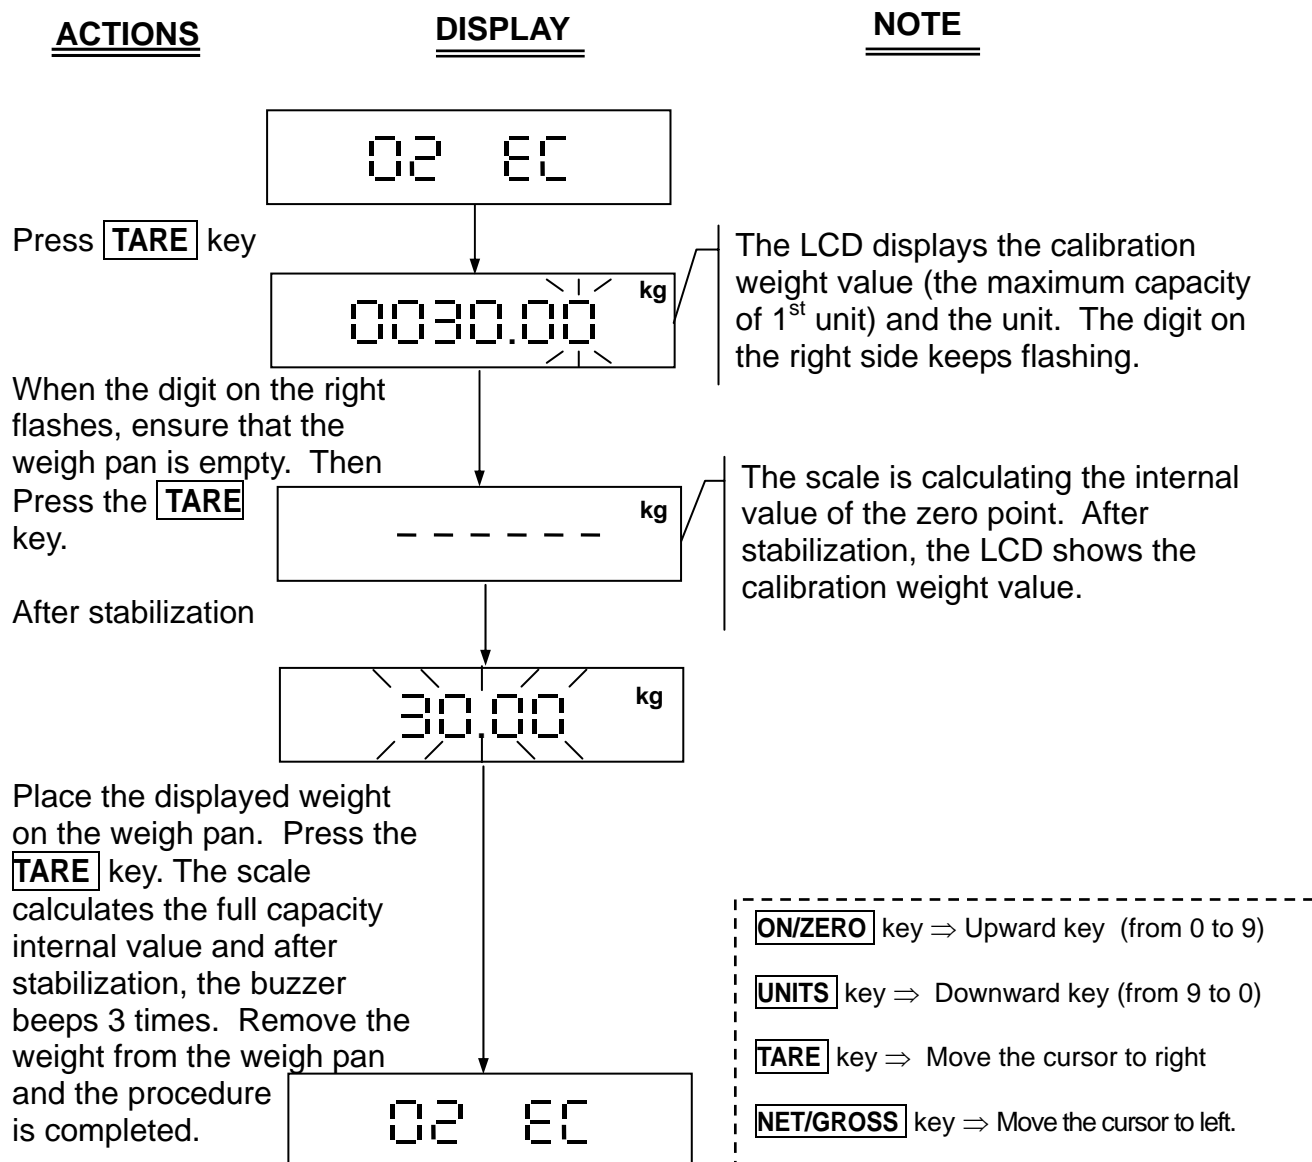 ACTIONS DISPLAY NOTE
02 EC
Press TARE key
0030.00 kg
The LCD displays the calibration
weight value (the maximum capacity
of 1st unit) and the unit. The digit on
the right side keeps flashing.
When the digit on the right
flashes, ensure that the
weigh pan is empty. Then
Press the TARE
key.
------ kg
The scale is calculating the internal
value of the zero point. After
stabilization, the LCD shows the
calibration weight value.
After stabilization
30.00 kg
Place the displayed weight
on the weigh pan. Press the
TARE key. The scale
calculates the full capacity
internal value and after
stabilization, the buzzer
beeps 3 times. Remove the
weight from the weigh pan
and the procedure
is completed.
02 EC
ON/ZERO key ⇒ Upward key (from 0 to 9)
UNITS key ⇒ Downward key (from 9 to 0)
TARE key ⇒ Move the cursor to right
NET/GROSS key ⇒ Move the cursor to left.